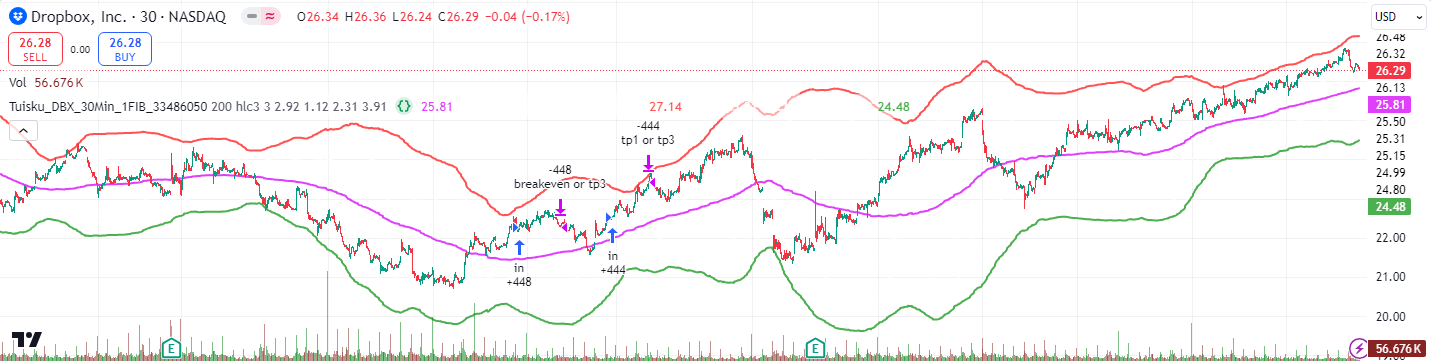 Dropbox, Inc. · 30 · NASDAQ O26.34 H26.36 L26.24 C26.29 −0.04 (−0.17%)
USD
26.28
SELL
0.00
26.28
BUY
Vol 56.676 K
Tuisku_DBX_30Min_1FIB_33486050 200 hlc3 3 2.92 1.12 2.31 3.91 {} 25.81 27.14 24.48
-444
tp1 or tp3
-448
breakeven or tp3
in
+448
in
+444
E
E
26.48
26.32
26.29
26.13
25.81
25.50
25.31
25.15
24.99
24.80
24.48
22.00
21.00
20.00
56.676 K